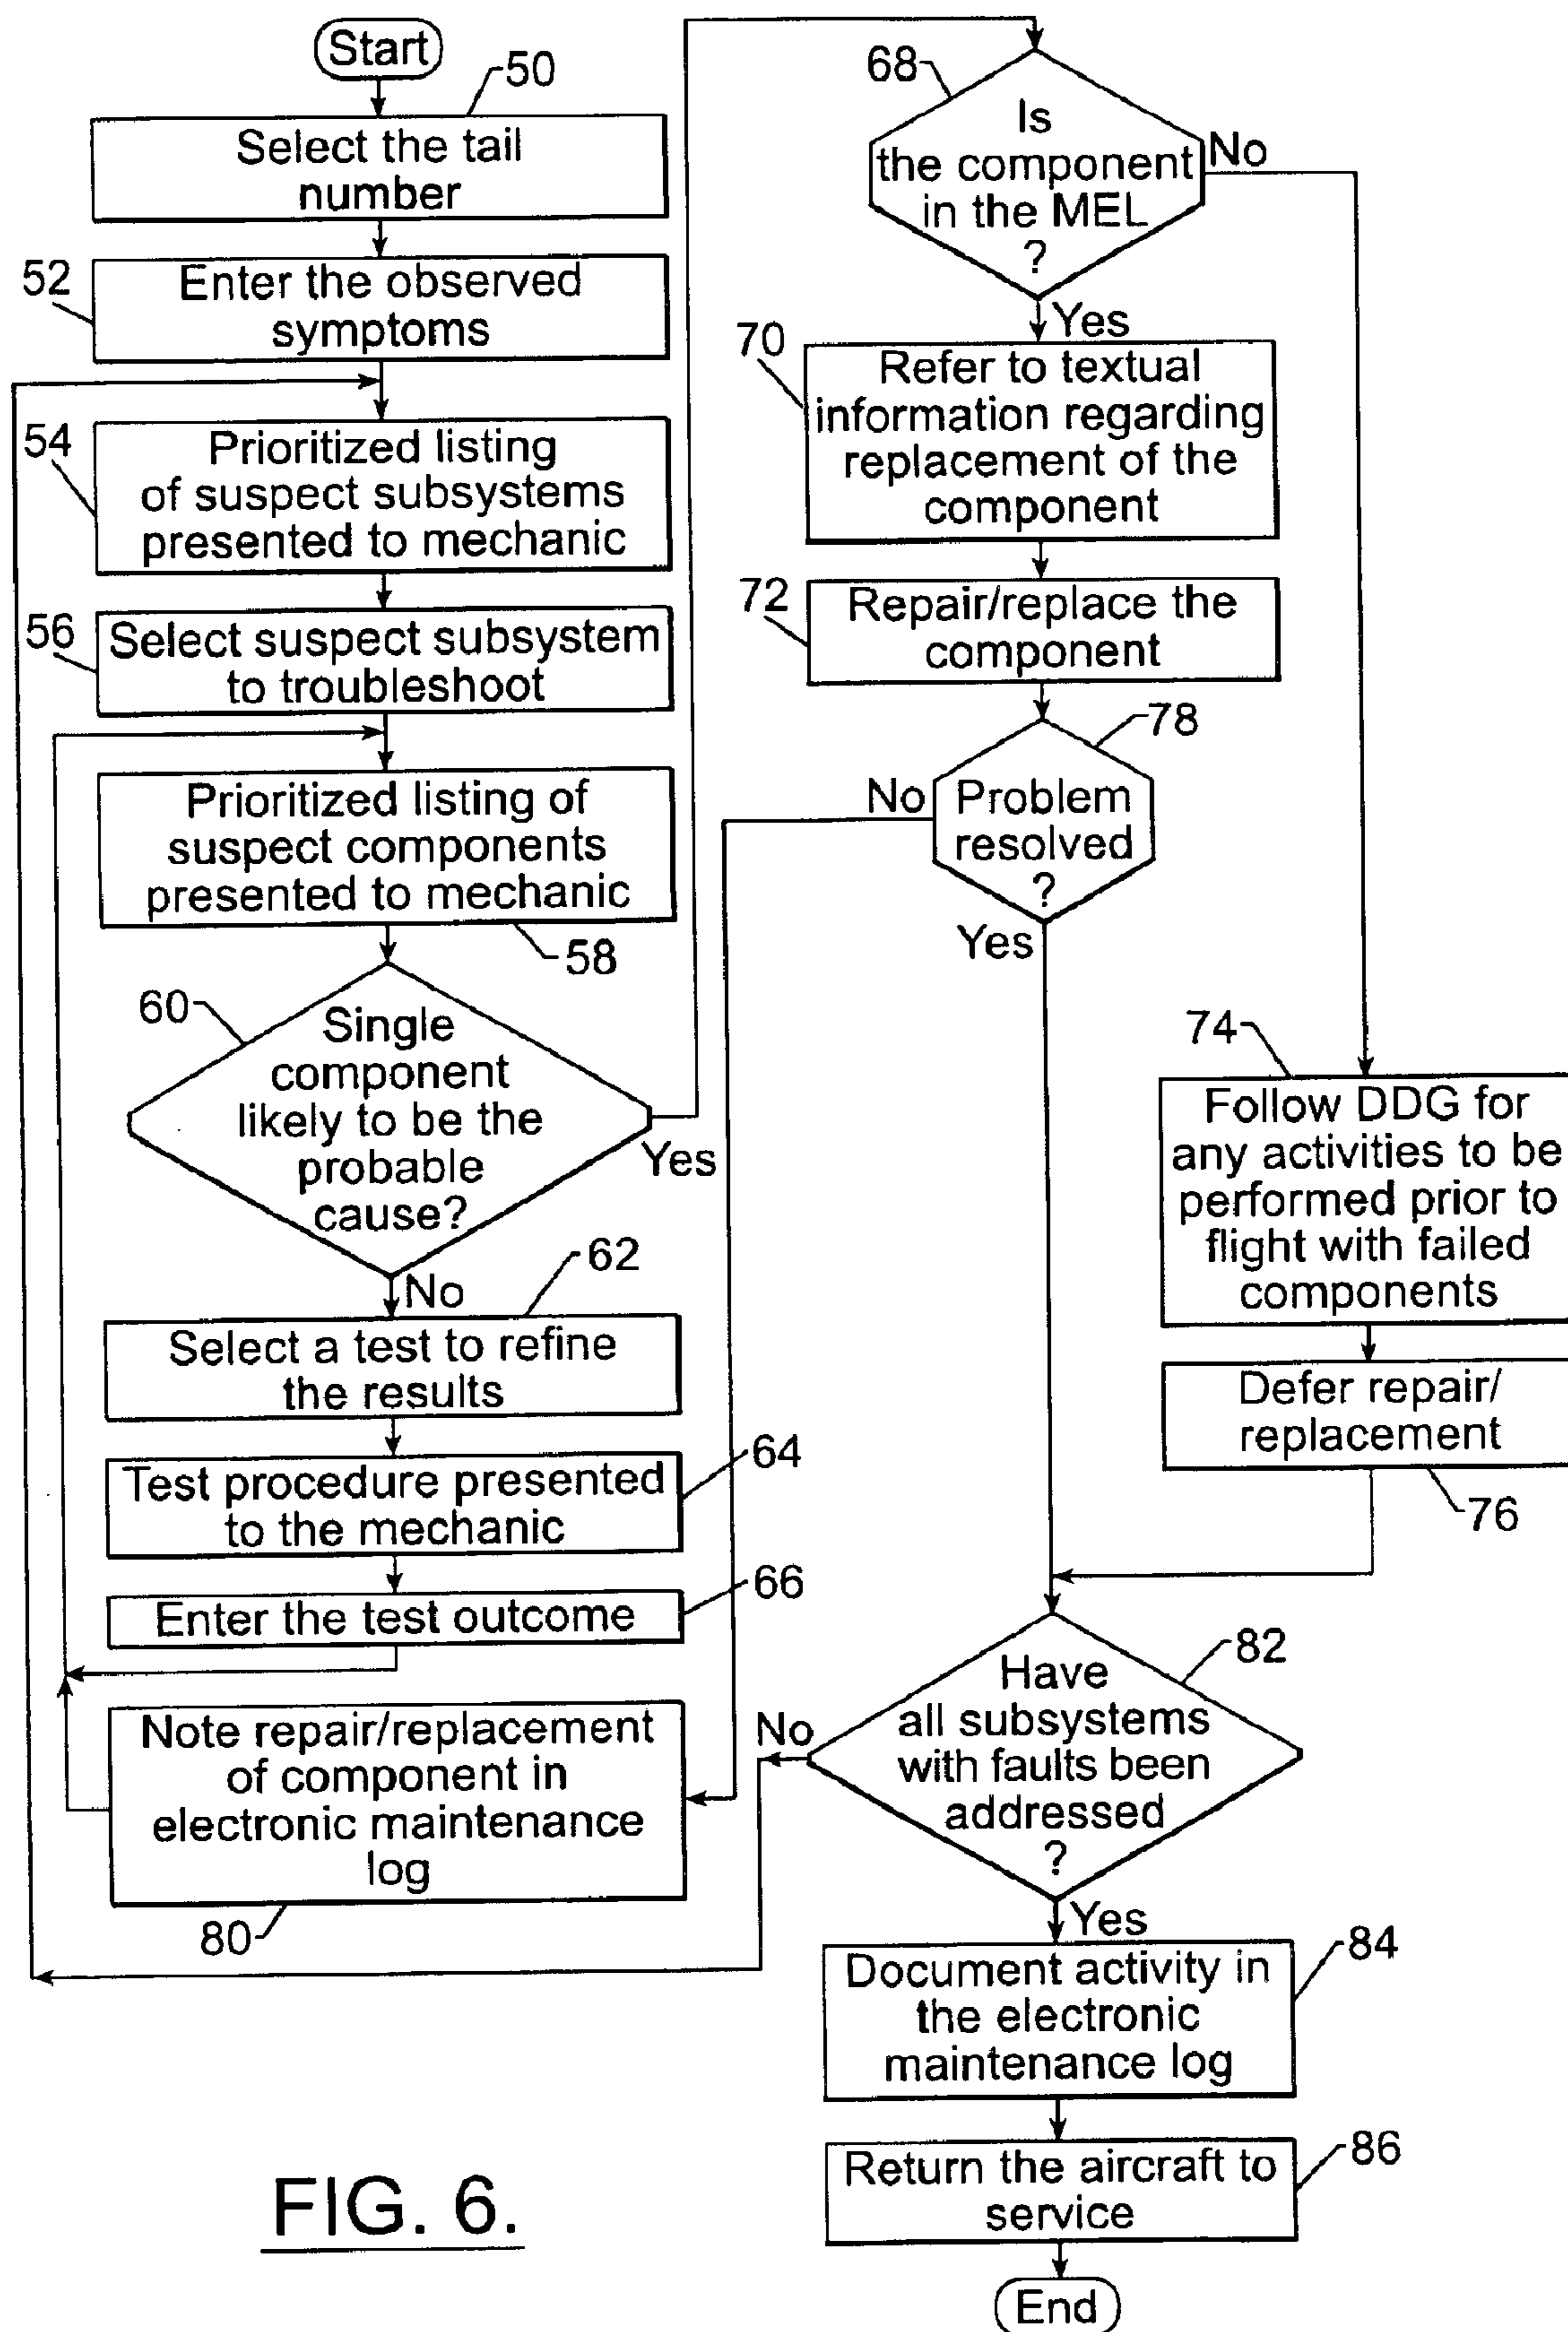 Start
50
Select the tail
number
52
Enter the observed
symptoms
54
Prioritized listing
of suspect subsystems
presented to mechanic
56
Select suspect subsystem
to troubleshoot
Prioritized listing of
suspect components
presented to mechanic
58
60
Single
component
likely to be the
probable
cause?
Yes
No
62
Select a test to refine
the results
64
Test procedure presented
to the mechanic
66
Enter the test outcome
Note repair/replacement
of component in
electronic maintenance
log
80
68
Is
the component
in the MEL
?
No
Yes
70
Refer to textual
information regarding
replacement of the
component
72
Repair/replace the
component
78
No
Problem
resolved
?
Yes
74
Follow DDG for
any activities to be
performed prior to
flight with failed
components
Defer repair/
replacement
76
82
Have
all subsystems
with faults been
addressed
?
No
Yes
84
Document activity in
the electronic
maintenance log
86
Return the aircraft to
service
End
FIG. 6.